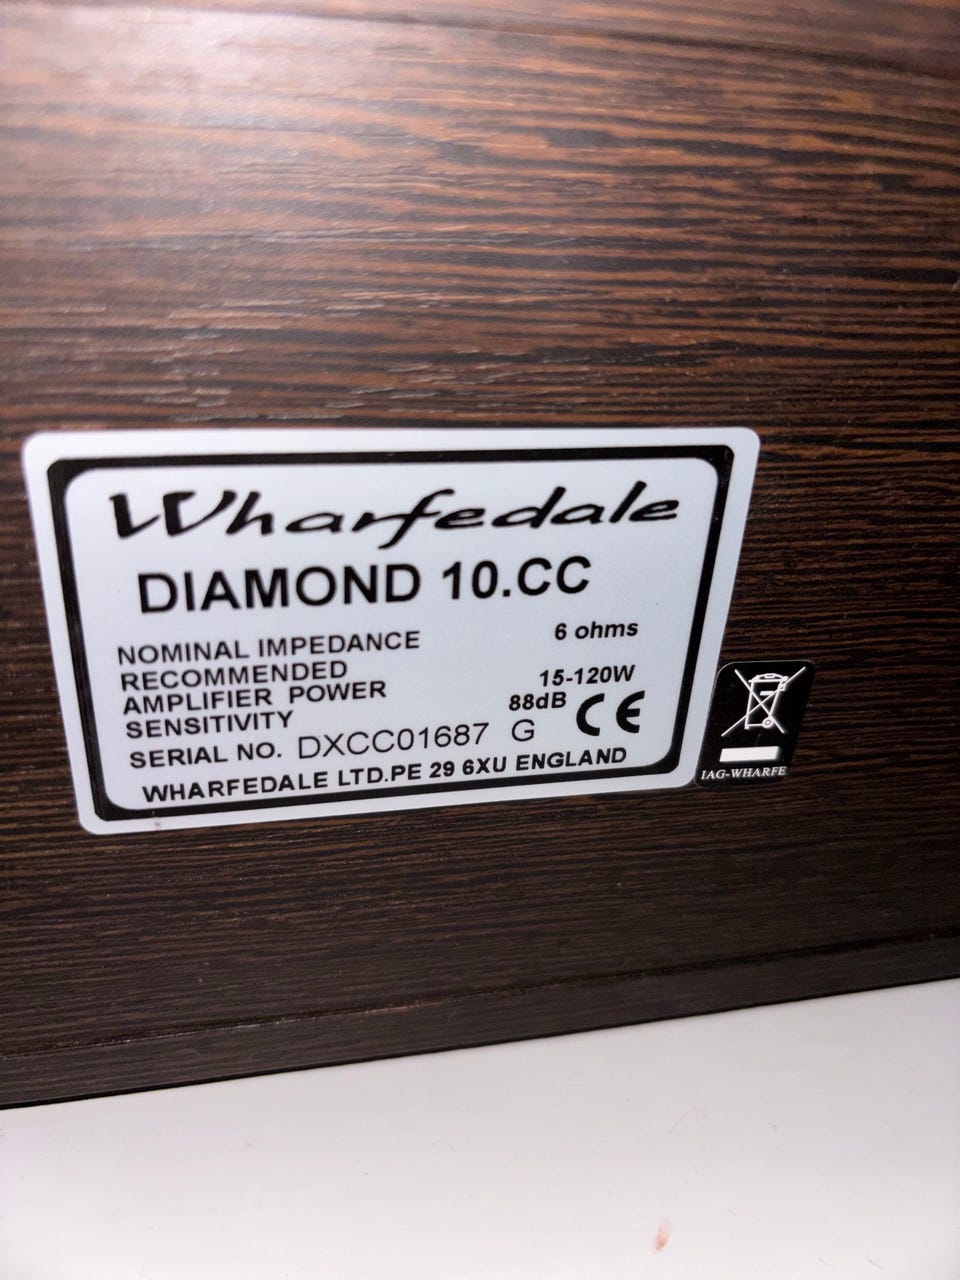 Wharfedale
DIAMOND 10.CC
NOMINAL IMPEDANCE 6 ohms
RECOMMENDED
AMPLIFIER POWER 15-120W
SENSITIVITY 88dB CE
SERIAL NO. DXCC01687 G
WHARFEDALE LTD.PE 29 6XU ENGLAND
IAG-WHARFE